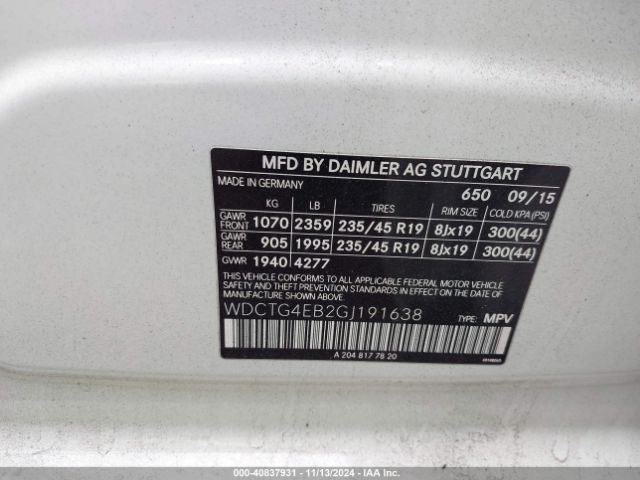 MFD BY DAIMLER AG STUTTGART
MADE IN GERMANY 650 09/15
KG LB TIRES RIM SIZE COLD KPA(PSI)
GAWR FRONT 1070 2359 235/45 R19 8Jx19 300(44)
GAWR REAR 905 1995 235/45 R19 8Jx19 300(44)
GWR 1940 4277
THIS VEHICLE CONFORMS TO ALL APPLICABLE FEDERAL MOTOR VEHICLE
SAFETY AND THEFT PREVENTION STANDARDS IN EFFECT ON THE DATE OF
MANUFACTURE SHOWN ABOVE.
WDCTG4EB2GJ191638 TYPE: MPV
A 204 817 78 20
000-40837931 - 11/13/2024 - IAA Inc.